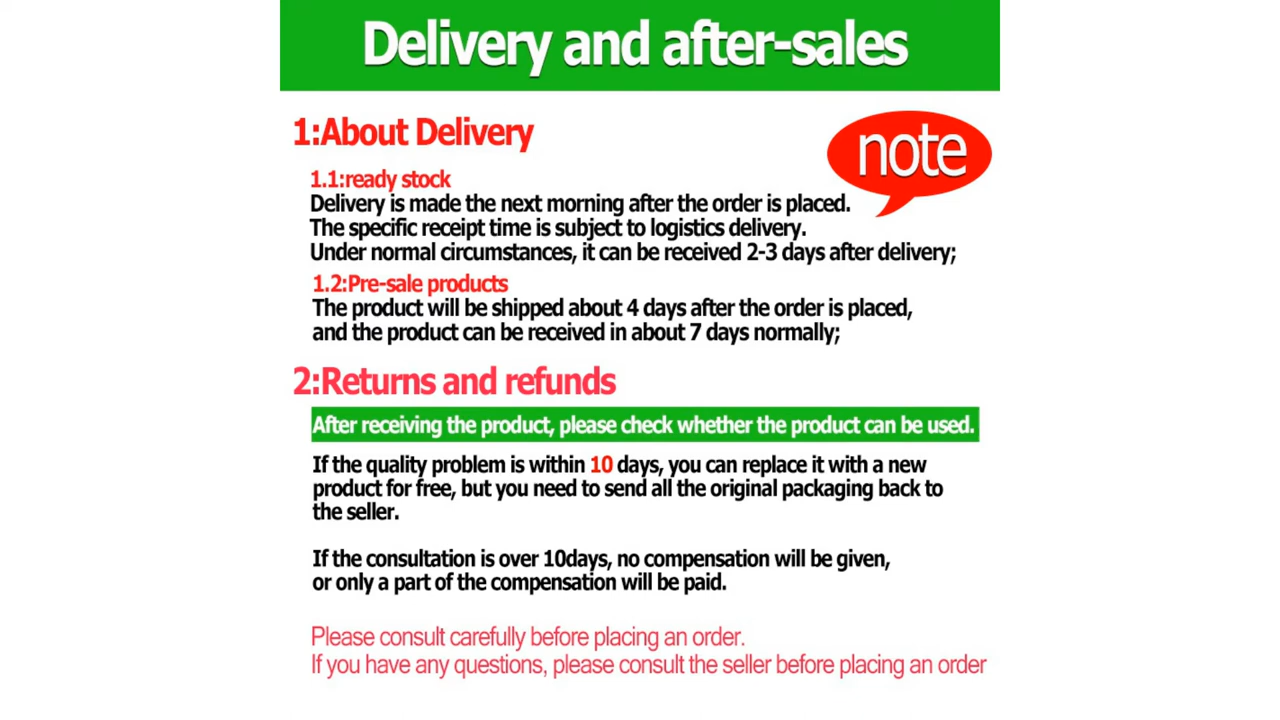 Delivery and after-sales
1:About Delivery
note
1.1:ready stock
Delivery is made the next morning after the order is placed.
The specific receipt time is subject to logistics delivery.
Under normal circumstances, it can be received 2-3 days after delivery;
1.2:Pre-sale products
The product will be shipped about 4 days after the order is placed,
and the product can be received in about 7 days normally;
2:Returns and refunds
After receiving the product, please check whether the product can be used.
If the quality problem is within 10 days, you can replace it with a new
product for free, but you need to send all the original packaging back to
the seller.
If the consultation is over 10days, no compensation will be given,
or only a part of the compensation will be paid.
Please consult carefully before placing an order.
If you have any questions, please consult the seller before placing an order